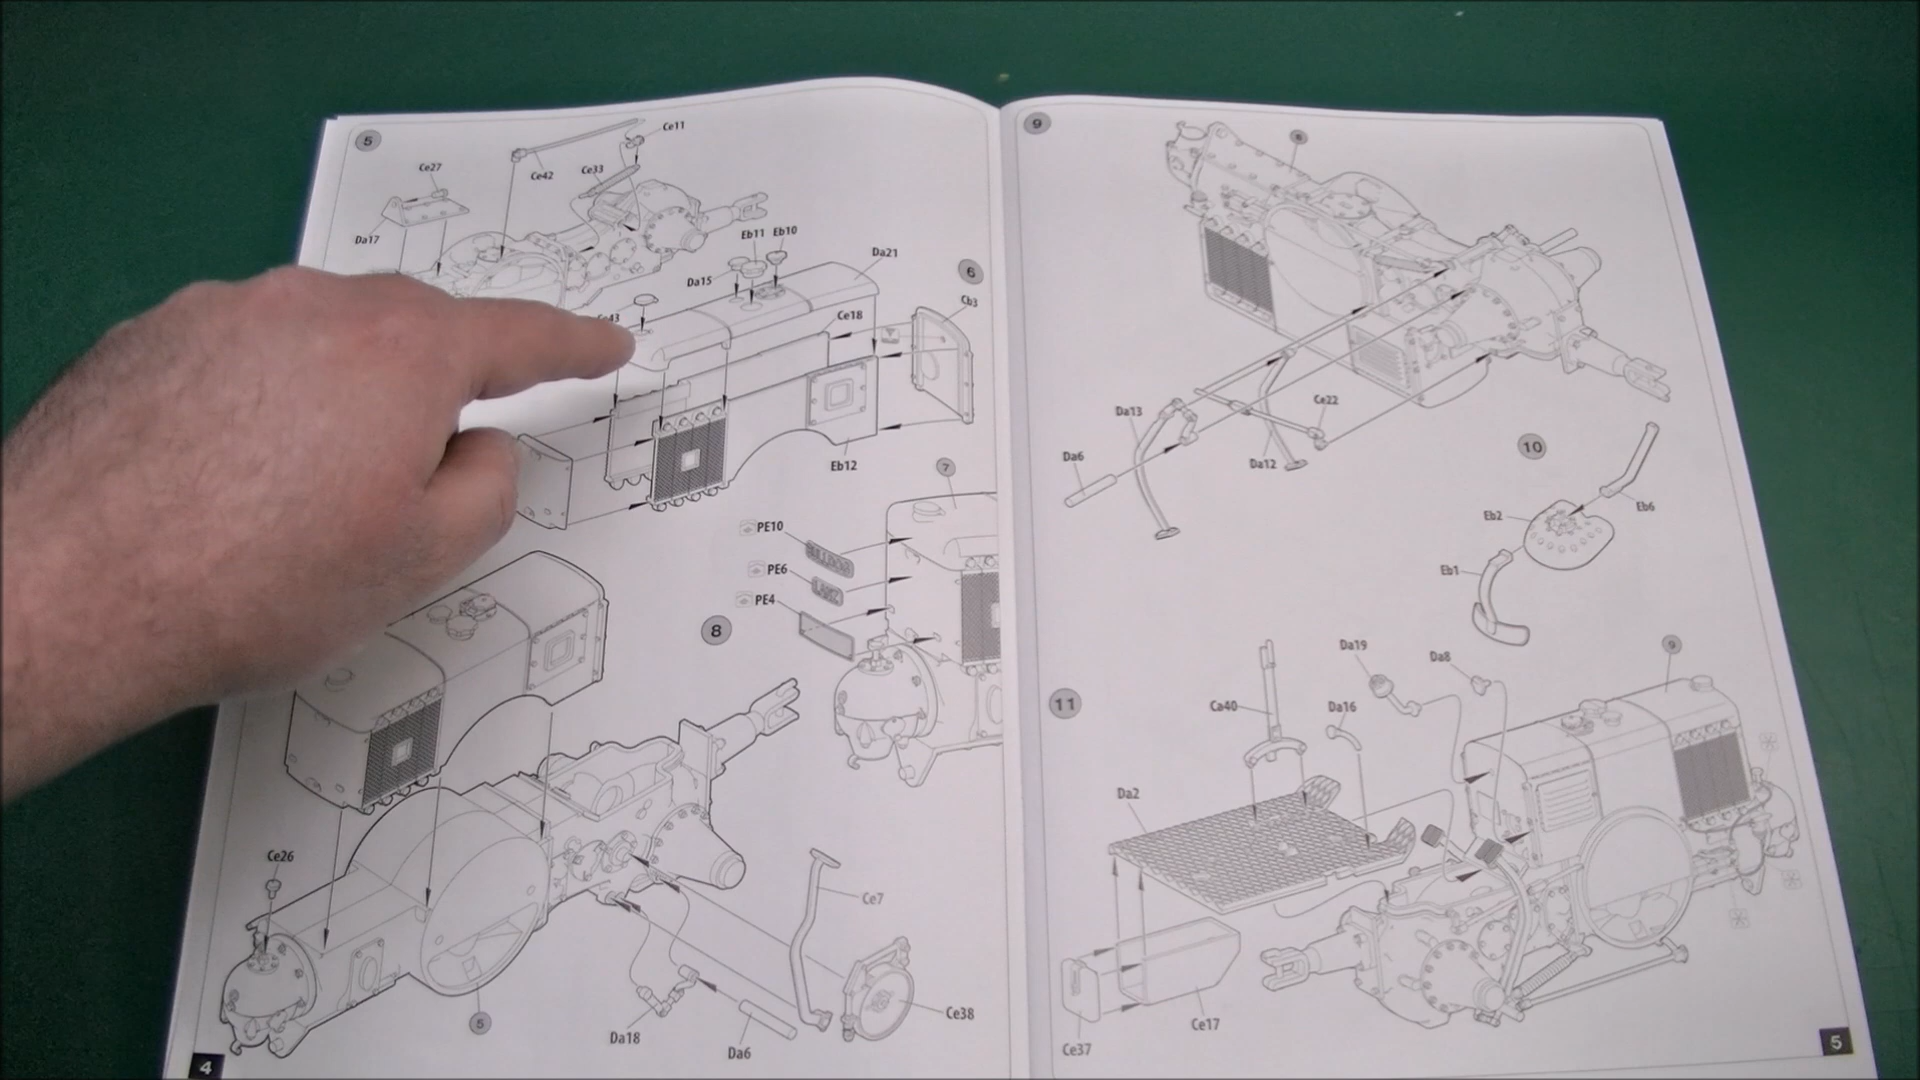 5
Ce11
Ce42
Ce33
Ce27
Da17
Eb11
Eb10
Da15
Da21
6
Cb3
Ce18
Eb12
7
PE10
BULLDOG
PE6
LANZ
PE4
8
Ce26
5
Ce7
Da18
Da6
Ce38
4
9
8
Da13
Ce22
Da6
Da12
10
Eb2
Eb6
Eb1
11
9
Da19
Da8
Ca40
Da16
Da2
Ce17
Ce37
5